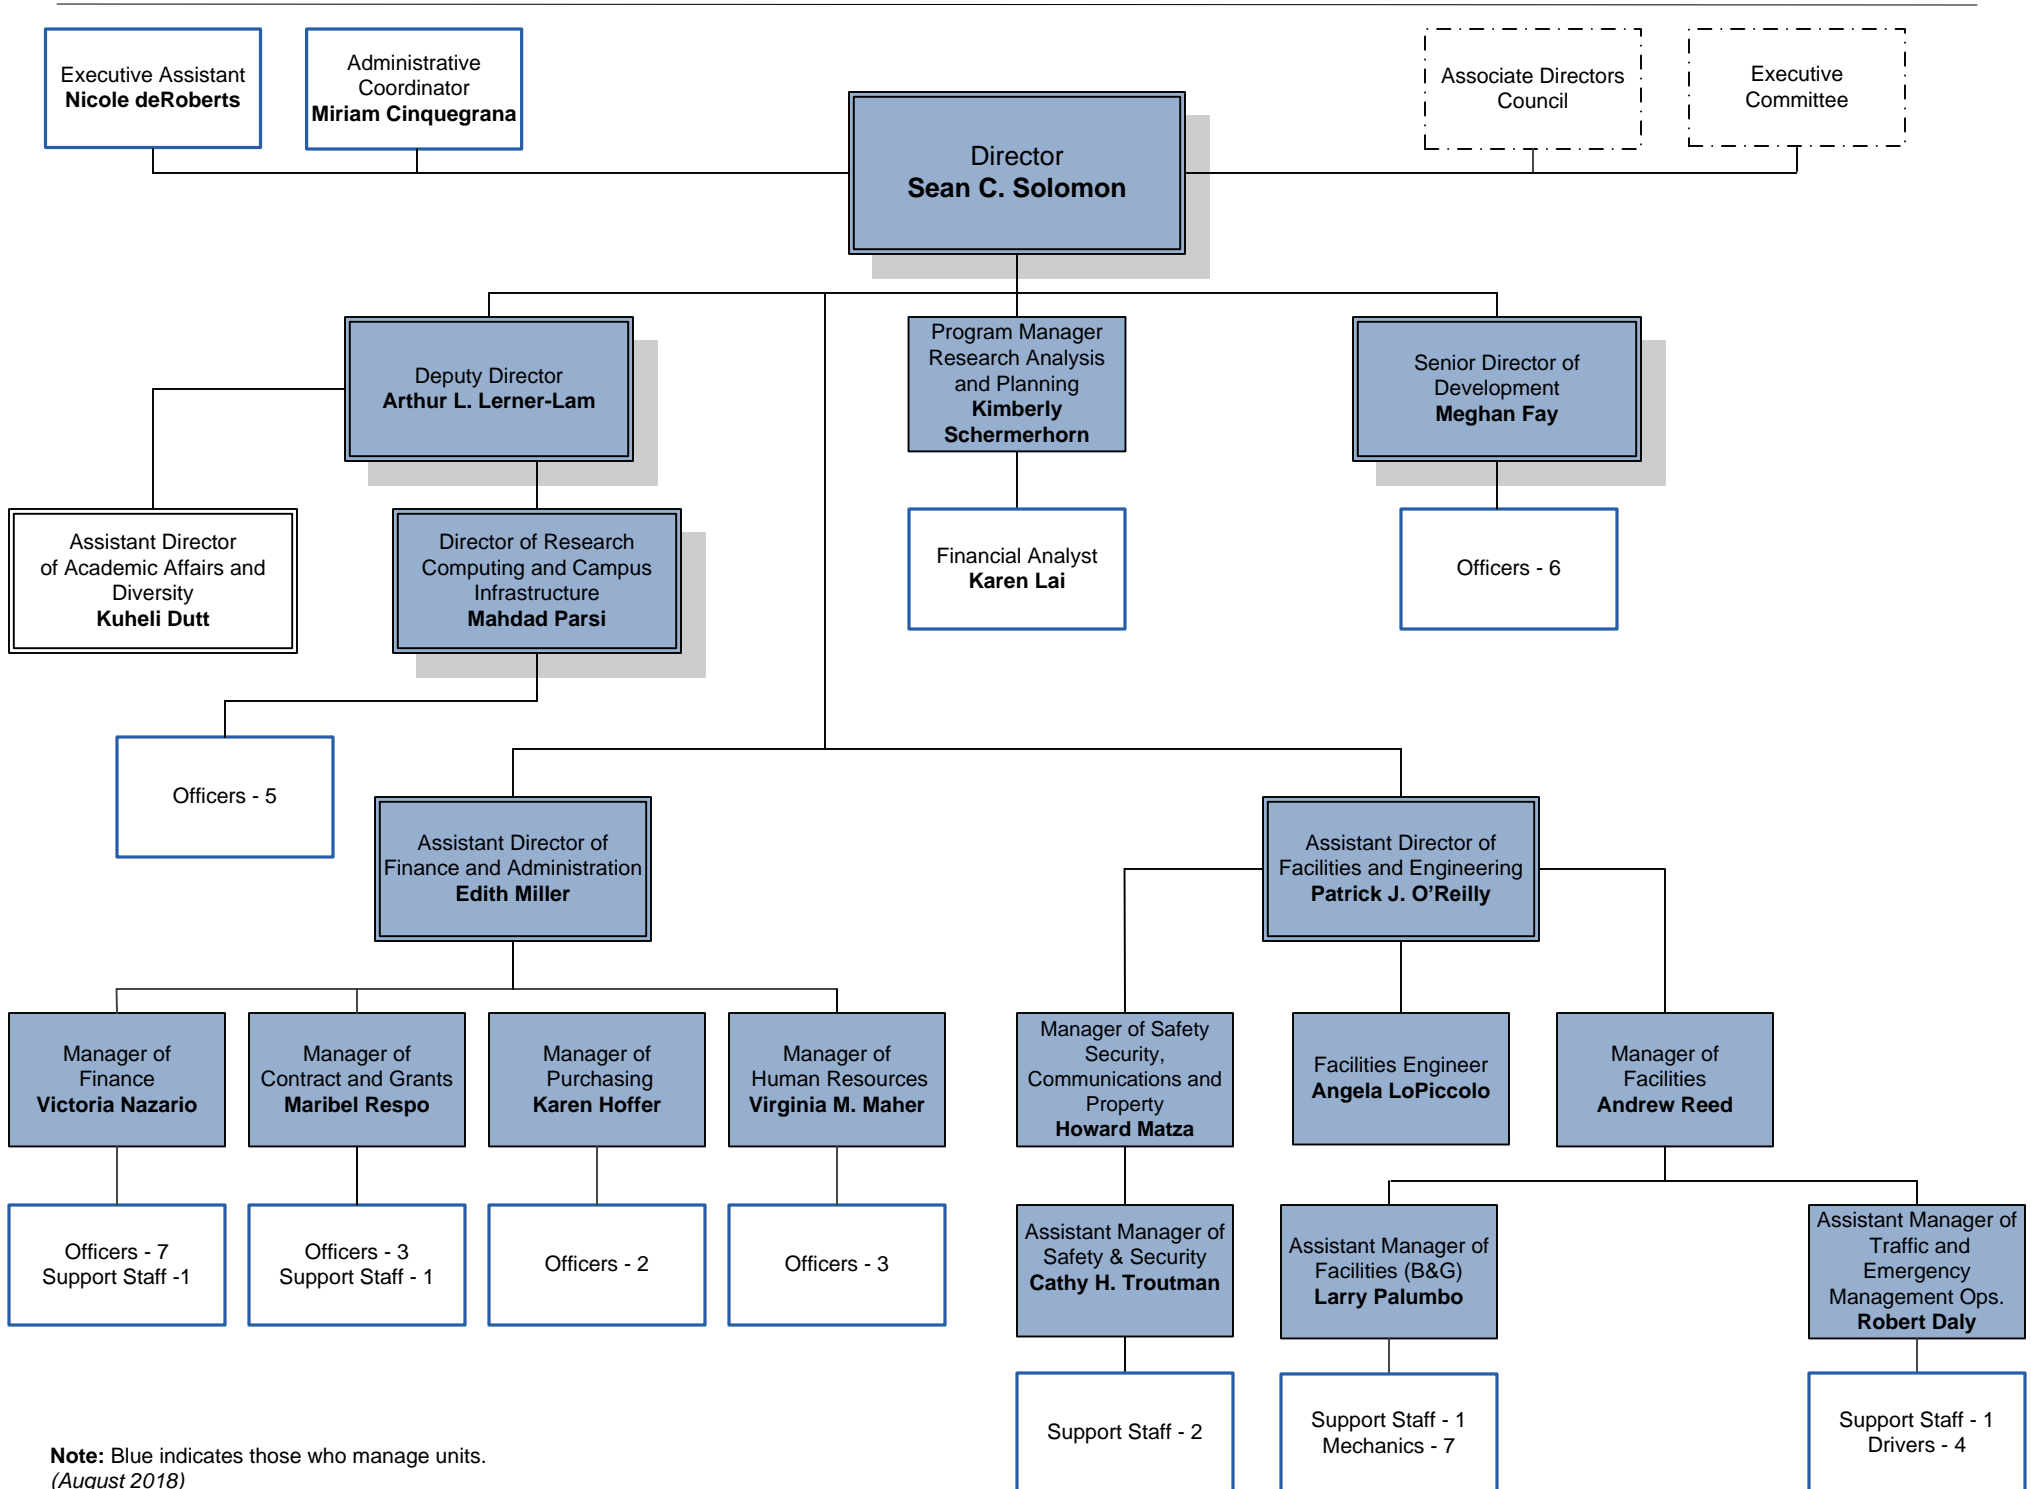 Executive Assistant
Nicole deRoberts
Administrative
Coordinator
Miriam Cinquegrana
Director
Sean C. Solomon
Associate Directors
Council
Executive
Committee
Deputy Director
Arthur L. Lerner-Lam
Program Manager
Research Analysis
and Planning
Kimberly
Schermerhorn
Senior Director of
Development
Meghan Fay
Assistant Director
of Academic Affairs and
Diversity
Kuheli Dutt
Director of Research
Computing and Campus
Infrastructure
Mahdad Parsi
Financial Analyst
Karen Lai
Officers - 6
Officers - 5
Assistant Director of
Finance and Administration
Edith Miller
Assistant Director of
Facilities and Engineering
Patrick J. O’Reilly
Manager of
Finance
Victoria Nazario
Manager of
Contract and Grants
Maribel Respo
Manager of
Purchasing
Karen Hoffer
Manager of
Human Resources
Virginia M. Maher
Manager of Safety
Security,
Communications and
Property
Howard Matza
Facilities Engineer
Angela LoPiccolo
Manager of
Facilities
Andrew Reed
Officers - 7
Support Staff -1
Officers - 3
Support Staff - 1
Officers - 2
Officers - 3
Assistant Manager of
Safety & Security
Cathy H. Troutman
Assistant Manager of
Facilities (B&G)
Larry Palumbo
Assistant Manager of
Traffic and
Emergency
Management Ops.
Robert Daly
Support Staff - 2
Support Staff - 1
Mechanics - 7
Support Staff - 1
Drivers - 4
Note: Blue indicates those who manage units.
(August 2018)